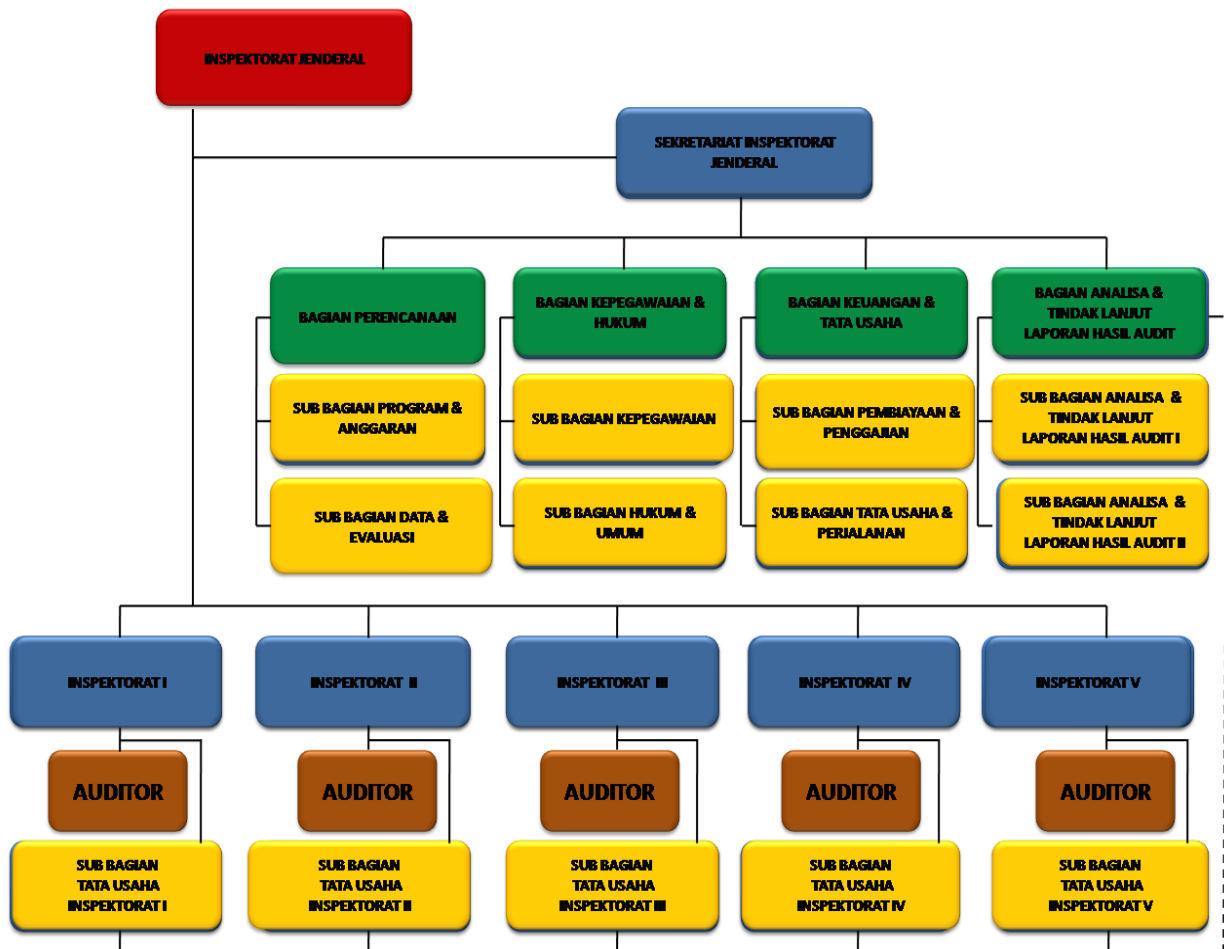 INSPEKTORAT JENDERAL
SEKRETARIAT INSPEKTORAT
JENDERAL
BAGIAN PERENCANAAN
BAGIAN KEPEGAWAIAN &
HUKUM
BAGIAN KEUANGAN &
TATA USAHA
BAGIAN ANALISA &
TINDAK LANJUT
LAPORAN HASIL AUDIT
SUB BAGIAN PROGRAM &
ANGGARAN
SUB BAGIAN KEPEGAWAIAN
SUB BAGIAN PEMBIAYAAN &
PENGGAJIAN
SUB BAGIAN ANALISA &
TINDAK LANJUT
LAPORAN HASIL AUDIT I
SUB BAGIAN DATA &
EVALUASI
SUB BAGIAN HUKUM &
UMUM
SUB BAGIAN TATA USAHA &
PERJALANAN
SUB BAGIAN ANALISA &
TINDAK LANJUT
LAPORAN HASIL AUDIT II
INSPEKTORAT I
INSPEKTORAT II
INSPEKTORAT III
INSPEKTORAT IV
INSPEKTORAT V
AUDITOR
AUDITOR
AUDITOR
AUDITOR
AUDITOR
SUB BAGIAN
TATA USAHA
INSPEKTORAT I
SUB BAGIAN
TATA USAHA
INSPEKTORAT II
SUB BAGIAN
TATA USAHA
INSPEKTORAT III
SUB BAGIAN
TATA USAHA
INSPEKTORAT IV
SUB BAGIAN
TATA USAHA
INSPEKTORAT V